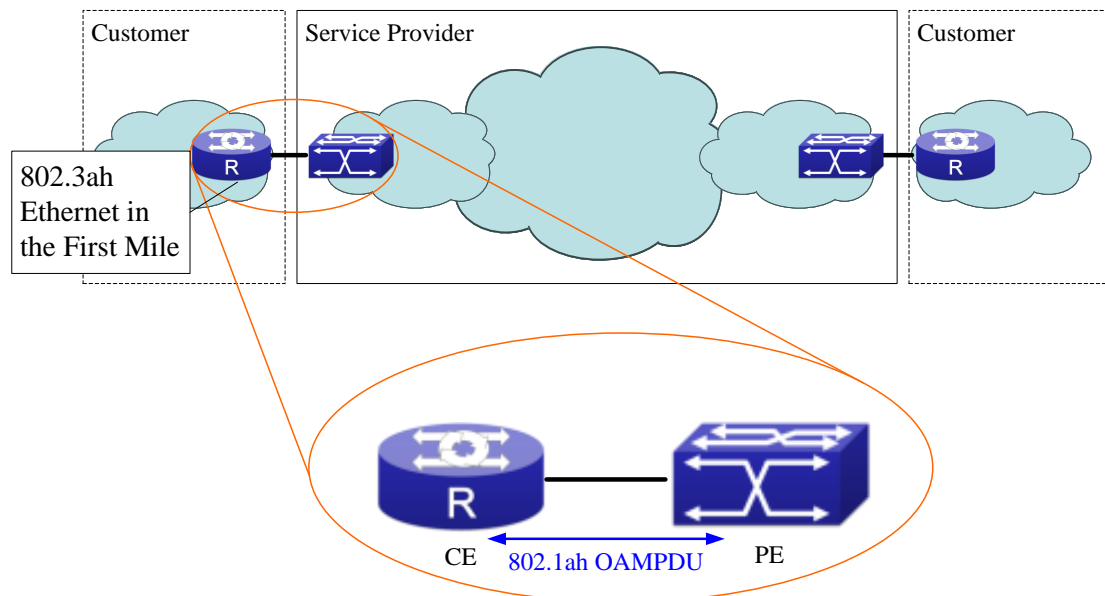 Customer
Service Provider
Customer
R
R
802.3ah
Ethernet in
the First Mile
R
CE
802.1ah OAMPDU
PE